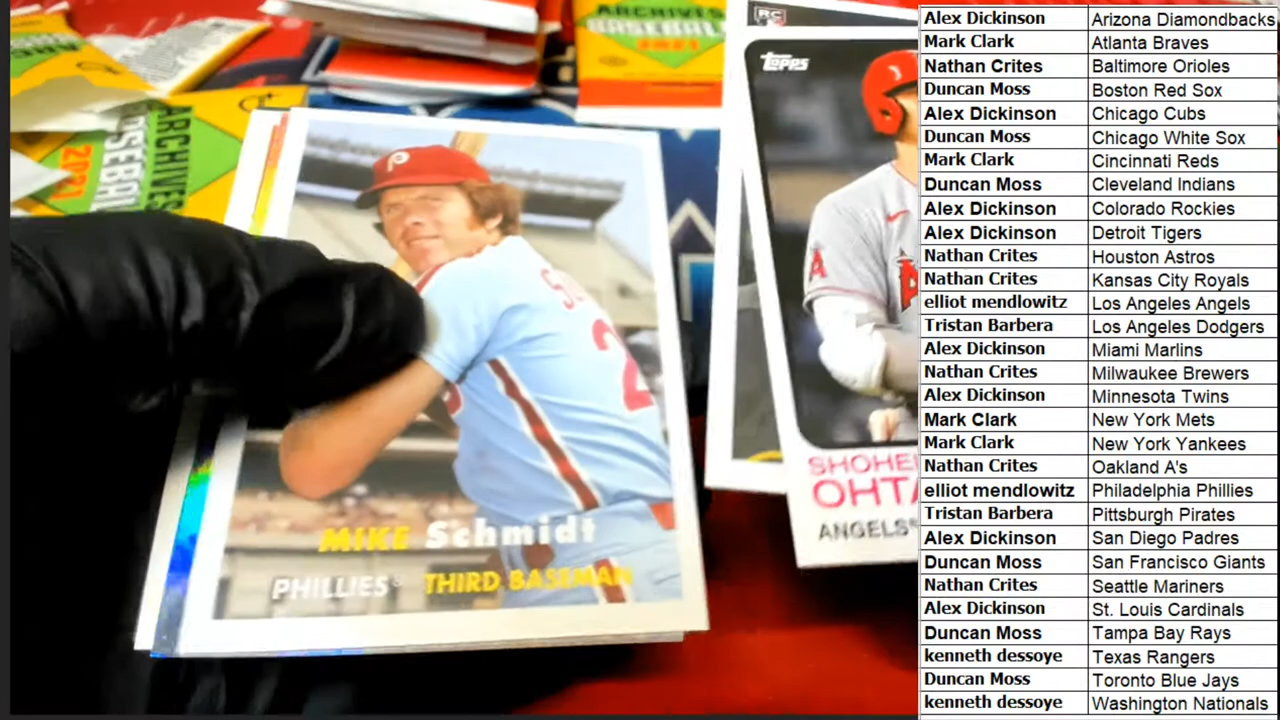 ARCHIVES
BASEBALL
2021
ARCHIVES
BASEBALL
2021
RC
topps
P
A
A
SHOHE
OHTA
ANGELS
S
2
MIKE Schmidt
PHILLIES THIRD BASEMAN
Alex Dickinson Arizona Diamondbacks
Mark Clark Atlanta Braves
Nathan Crites Baltimore Orioles
Duncan Moss Boston Red Sox
Alex Dickinson Chicago Cubs
Duncan Moss Chicago White Sox
Mark Clark Cincinnati Reds
Duncan Moss Cleveland Indians
Alex Dickinson Colorado Rockies
Alex Dickinson Detroit Tigers
Nathan Crites Houston Astros
Nathan Crites Kansas City Royals
elliot mendlowitz Los Angeles Angels
Tristan Barbera Los Angeles Dodgers
Alex Dickinson Miami Marlins
Nathan Crites Milwaukee Brewers
Alex Dickinson Minnesota Twins
Mark Clark New York Mets
Mark Clark New York Yankees
Nathan Crites Oakland A's
elliot mendlowitz Philadelphia Phillies
Tristan Barbera Pittsburgh Pirates
Alex Dickinson San Diego Padres
Duncan Moss San Francisco Giants
Nathan Crites Seattle Mariners
Alex Dickinson St. Louis Cardinals
Duncan Moss Tampa Bay Rays
kenneth dessoye Texas Rangers
Duncan Moss Toronto Blue Jays
kenneth dessoye Washington Nationals